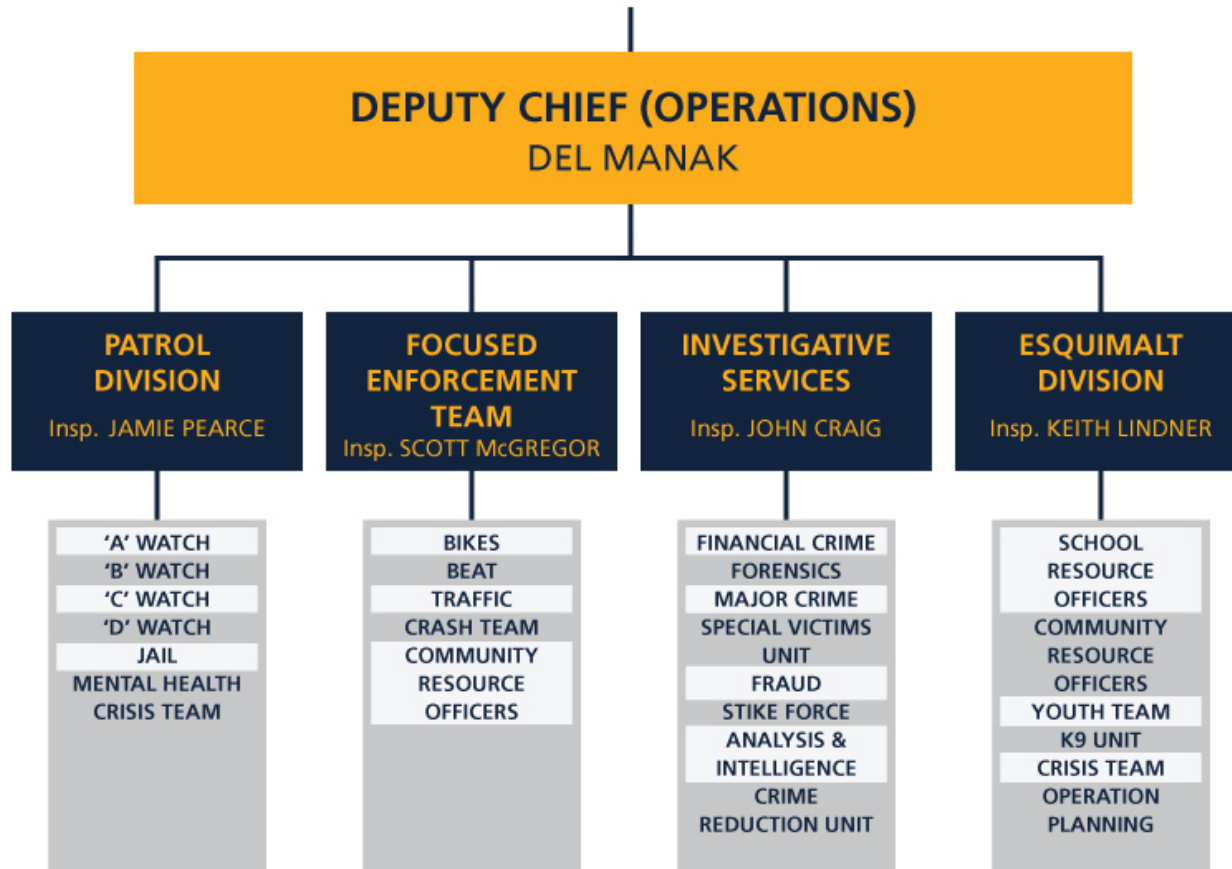 DEPUTY CHIEF (OPERATIONS)
DEL MANAK
PATROL
DIVISION
Insp. JAMIE PEARCE
FOCUSED
ENFORCEMENT
TEAM
Insp. SCOTT McGREGOR
INVESTIGATIVE
SERVICES
Insp. JOHN CRAIG
ESQUIMALT
DIVISION
Insp. KEITH LINDNER
‘A’ WATCH
‘B’ WATCH
‘C’ WATCH
‘D’ WATCH
JAIL
MENTAL HEALTH
CRISIS TEAM
BIKES
BEAT
TRAFFIC
CRASH TEAM
COMMUNITY
RESOURCE
OFFICERS
FINANCIAL CRIME
FORENSICS
MAJOR CRIME
SPECIAL VICTIMS
UNIT
FRAUD
STIKE FORCE
ANALYSIS &
INTELLIGENCE
CRIME
REDUCTION UNIT
SCHOOL
RESOURCE
OFFICERS
COMMUNITY
RESOURCE
OFFICERS
YOUTH TEAM
K9 UNIT
CRISIS TEAM
OPERATION
PLANNING